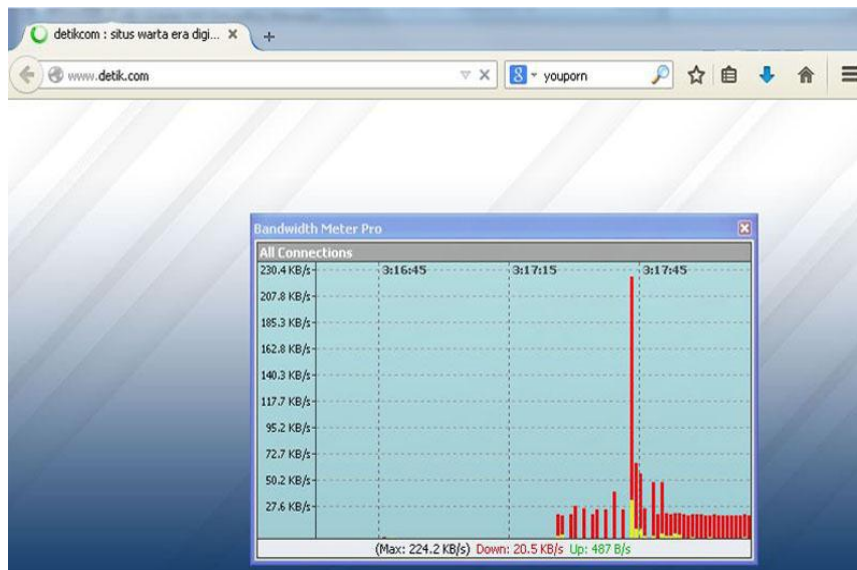 detikcom : situs warta era digi...
www.detik.com
8 youporn
Bandwidth Meter Pro
All Connections
230.4 KB/s 3:16:45 3:17:15 3:17:45
207.8 KB/s
185.3 KB/s
162.8 KB/s
140.3 KB/s
117.7 KB/s
95.2 KB/s
72.7 KB/s
50.2 KB/s
27.6 KB/s
(Max: 224.2 KB/s) Down: 20.5 KB/s Up: 487 B/s